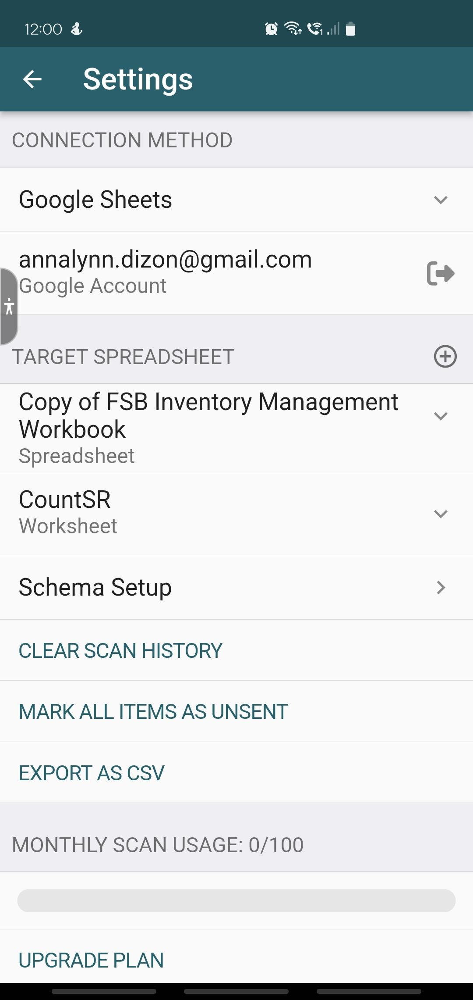 12:00
Settings
CONNECTION METHOD
Google Sheets
annalynn.dizon@gmail.com
Google Account
TARGET SPREADSHEET
Copy of FSB Inventory Management
Workbook
Spreadsheet
CountSR
Worksheet
Schema Setup
CLEAR SCAN HISTORY
MARK ALL ITEMS AS UNSENT
EXPORT AS CSV
MONTHLY SCAN USAGE: 0/100
UPGRADE PLAN